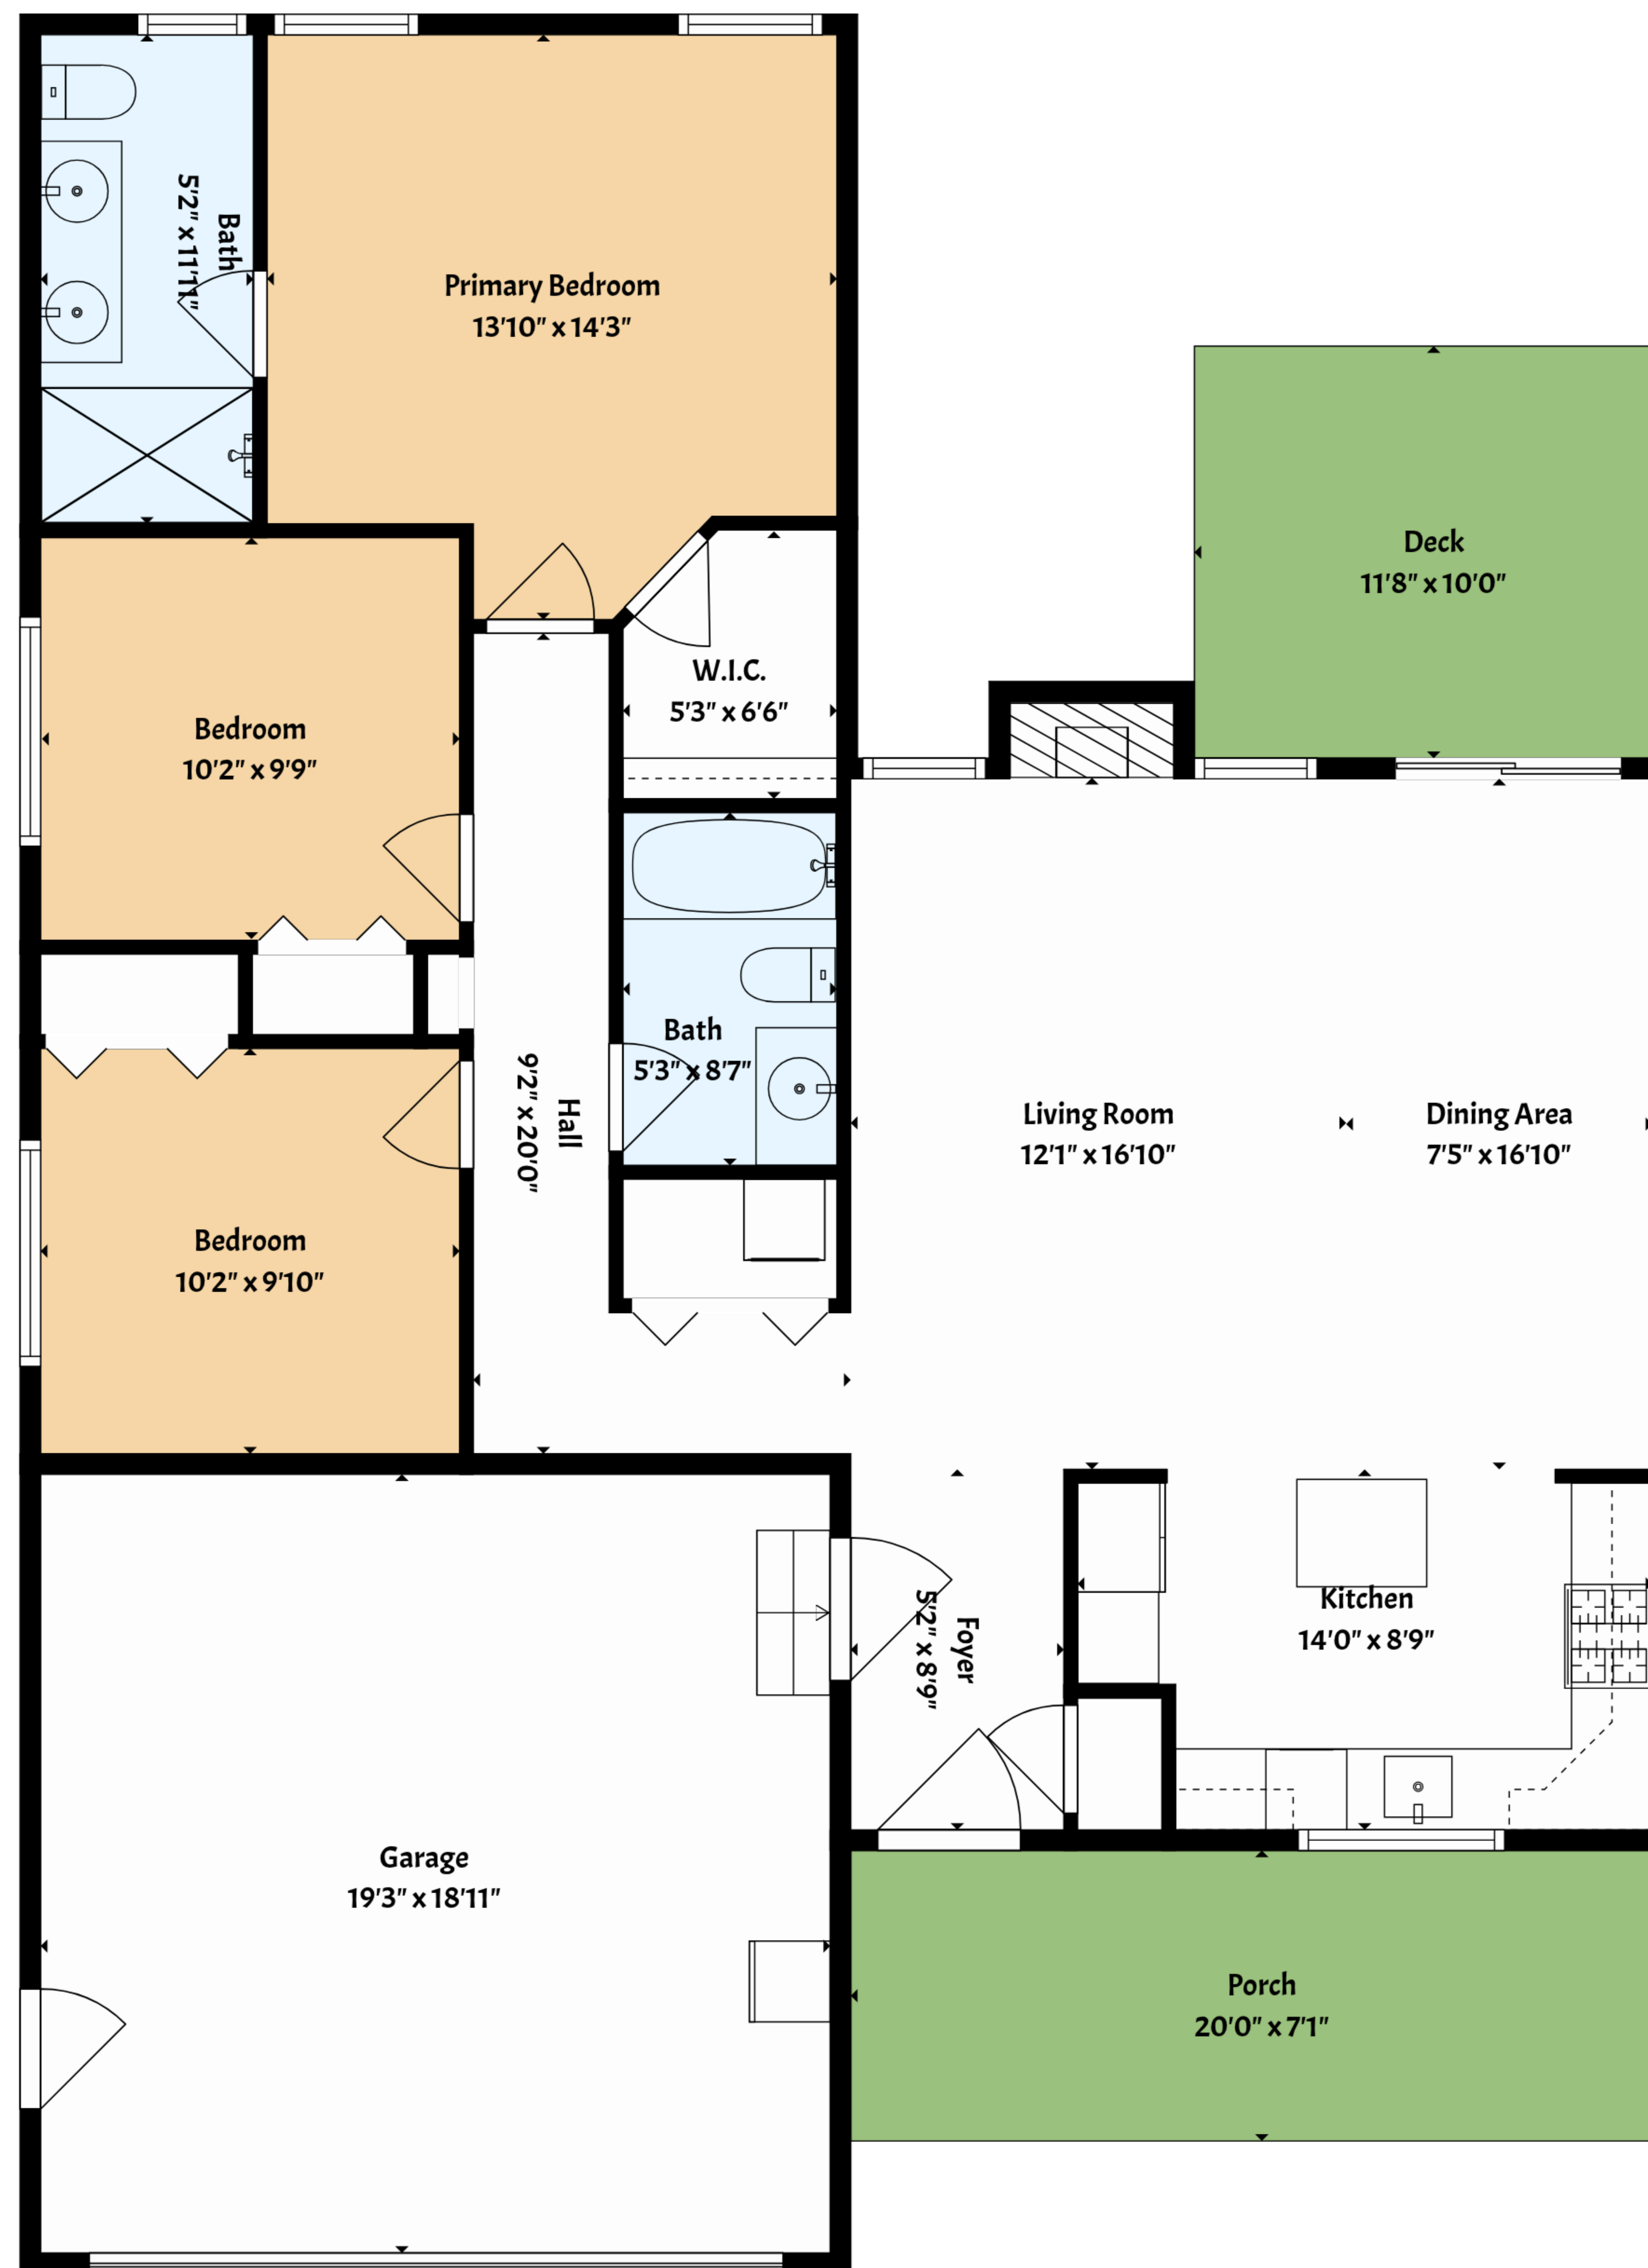 Bath
5'2" x 11'11"
Primary Bedroom
13'10" x 14'3"
Deck
11'8" x 10'0"
W.I.C.
5'3" x 6'6"
Bedroom
10'2" x 9'9"
Bath
5'3" x 8'7"
Hall
9'2" x 20'0"
Living Room
12'1" x 16'10"
Dining Area
7'5" x 16'10"
Bedroom
10'2" x 9'10"
Foyer
5'2" x 8'9"
Kitchen
14'0" x 8'9"
Garage
19'3" x 18'11"
Porch
20'0" x 7'1"